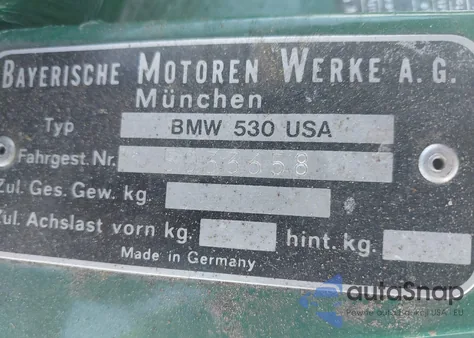 BAYERISCHE MOTOREN WERKE A.G.
München
Typ BMW 530 USA
Fahrgest. Nr.
Zul. Ges. Gew. kg.
Zul. Achslast vorn kg. hint. kg.
Made in Germany
autoSnap